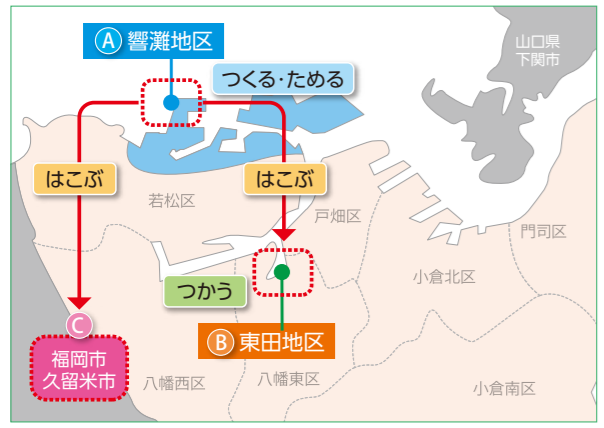 Ⓐ 響灘地区
山口県
下関市
つくる・ためる
はこぶ
はこぶ
若松区
戸畑区
門司区
小倉北区
つかう
Ⓒ
福岡市
久留米市
Ⓑ 東田地区
八幡西区
八幡東区
小倉南区